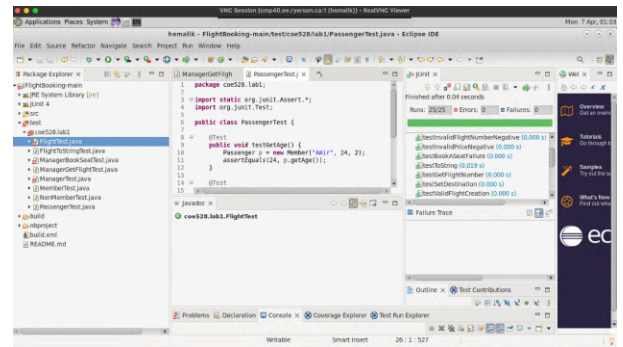 VNC Session (cmp40.ee.ryerson.ca:1 (hemalik)) - RealVNC Viewer
Applications Places System
Mon 7 Apr, 01:03
hemalik - FlightBooking-main/test/coe528/lab1/PassengerTest.java - Eclipse IDE
File Edit Source Refactor Navigate Search Project Run Window Help
Package Explorer
FlightBooking-main
JRE System Library [jre]
JUnit 4
src
test
coe528.lab1
FlightTest.java
FlightToStringTest.java
ManagerBookSeatTest.java
ManagerGetFlightTest.java
ManagerTest.java
MemberTest.java
NonMemberTest.java
PassengerTest.java
build
nbproject
build.xml
README.md
ManagerGetFligh
PassengerTest.j
1 package coe528.lab1;
2
3 import static org.junit.Assert.*;
4 import org.junit.Test;
5
6 public class PassengerTest {
7
8 @Test
9 public void testGetAge() {
10 Passenger p = new Member("Amir", 24, 2);
11 assertEquals(24, p.getAge());
12 }
13
14 @Test
15
Javadoc
coe528.lab1.FlightTest
JUnit
Finished after 0.04 seconds
Runs: 25/25 Errors: 0 Failures: 0
testInvalidFlightNumberNegative (0.000 s)
testInvalidPriceNegative (0.000 s)
testBookASeatFailure (0.000 s)
testToString (0.019 s)
testGetFlightNumber (0.000 s)
testSetDestination (0.000 s)
testValidFlightCreation (0.000 s)
Failure Trace
Outline Test Contributions
Wel
Overview
Get an overv
Tutorials
Go through t
Samples
Try out the s
What's New
Find out wha
ec
Problems Declaration Console Coverage Explorer Test Run Explorer
Writable Smart Insert 26 : 1 : 527